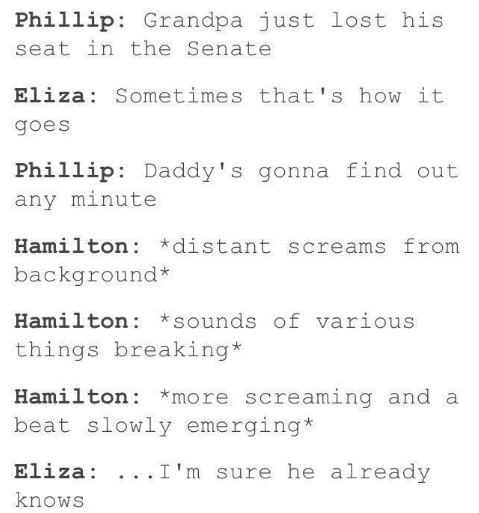 Phillip: Grandpa just lost his
seat in the Senate
Eliza: Sometimes that's how it
goes
Phillip: Daddy's gonna find out
any minute
Hamilton: *distant screams from
background*
Hamilton: *sounds of various
things breaking*
Hamilton: *more screaming and a
beat slowly emerging*
Eliza: ...I'm sure he already
knows